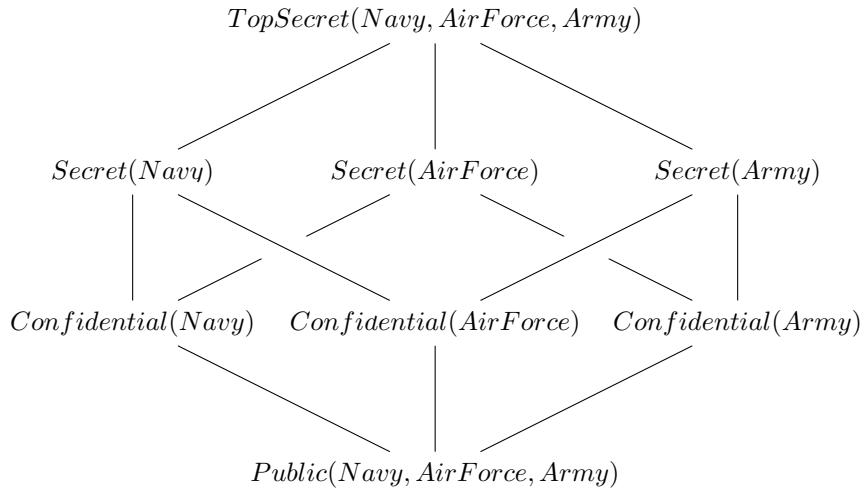 TopSecret(Navy, AirForce, Army)
Secret(Navy) Secret(AirForce) Secret(Army)
Confidential(Navy) Confidential(AirForce) Confidential(Army)
Public(Navy, AirForce, Army)